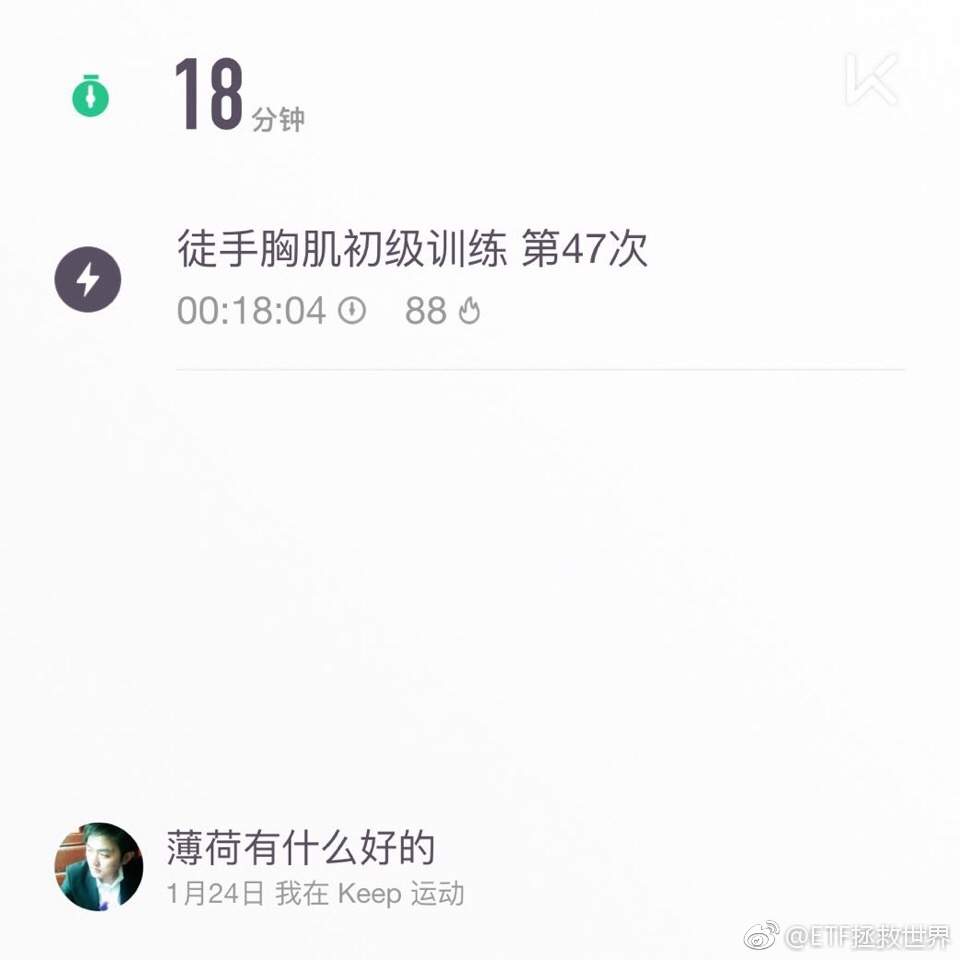 18 分钟
徒手胸肌初级训练 第47次
00:18:04 88
薄荷有什么好的
1月24日 我在 Keep 运动
@ETF拯救世界